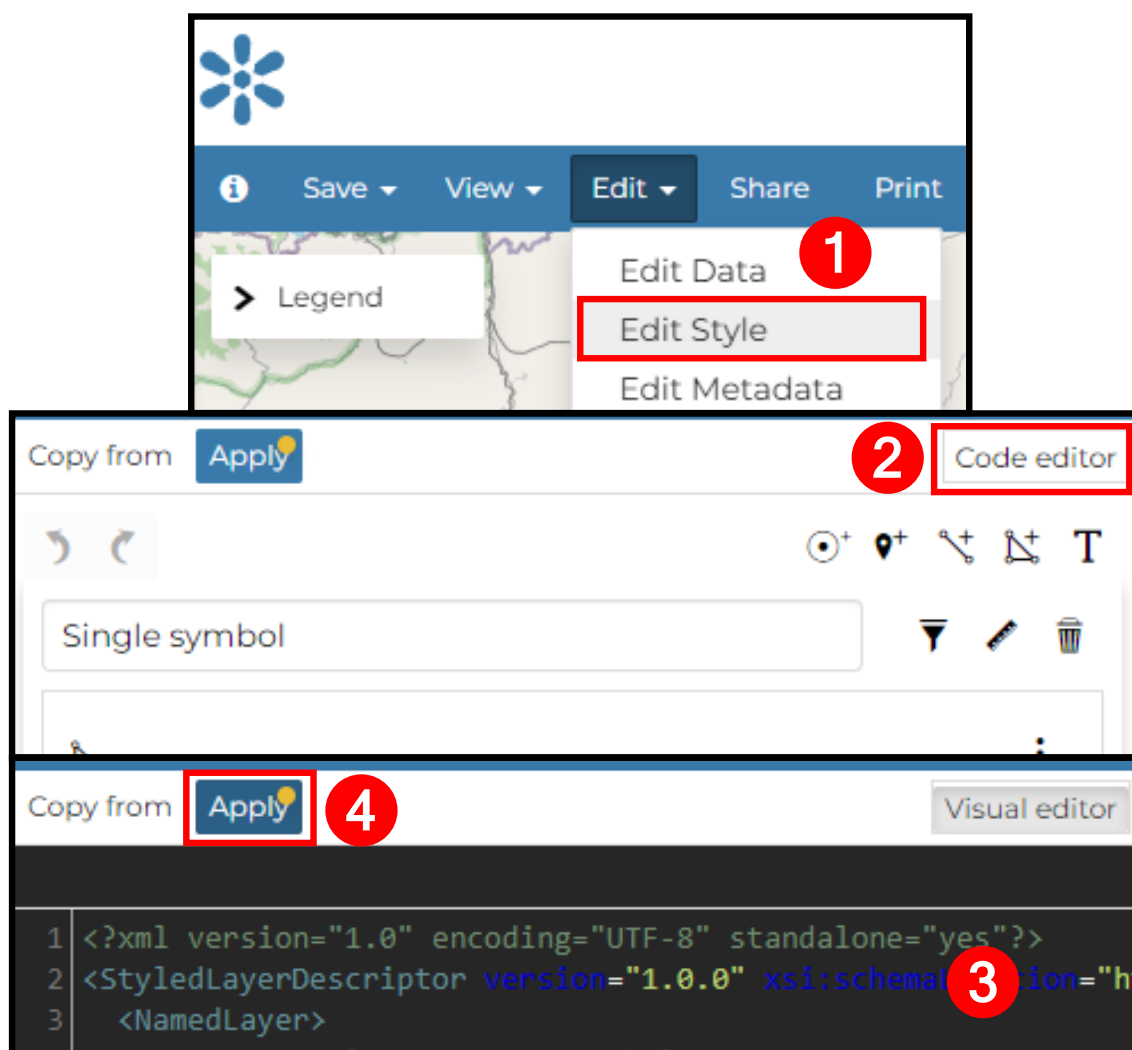 Save View Edit Share Print
1
Edit Data
Legend
Edit Style
Edit Metadata
Copy from Apply 2 Code editor
T
Single symbol
Copy from Apply 4 Visual editor
1 <?xml version="1.0" encoding="UTF-8" standalone="yes"?>
2 <StyledLayerDescriptor version="1.0.0" xsi:schema 3 tion="h
3 <NamedLayer>